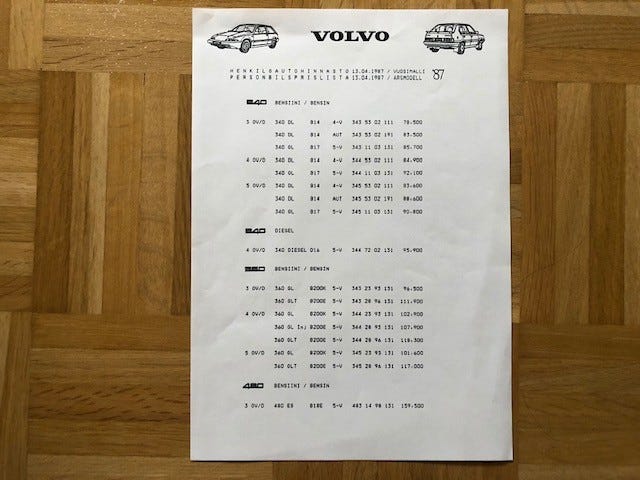 VOLVO
HENKILÖAUTOHINNASTO 13.04.1987 / VUOSIMALLI '87
PERSONBILSPRISLISTA 13.04.1987 / ÅRSMODELL
340 BENSIINI / BENSIN
3 OV/D 340 DL B14 4-V 343 53 02 111 78.500
340 DL B14 AUT 343 53 02 191 83.500
340 GL B17 5-V 343 11 03 131 85.700
4 OV/D 340 DL B14 4-V 344 53 02 111 84.900
340 GL B17 5-V 344 11 03 131 92.100
5 OV/D 340 DL B14 4-V 345 53 02 111 83.600
340 DL B14 AUT 345 53 02 191 88.600
340 GL B17 5-V 345 11 03 131 90.800
340 DIESEL
4 OV/D 340 DIESEL D16 5-V 344 72 02 131 95.900
360 BENSIINI / BENSIN
3 OV/D 360 GL B200K 5-V 343 23 93 131 96.500
360 GLT B200E 5-V 343 28 96 131 111.900
4 OV/D 360 GL B200K 5-V 344 23 93 131 102.900
360 GL Inj B200E 5-V 344 28 93 131 107.900
360 GLT B200E 5-V 344 28 96 131 118.300
5 OV/D 360 GL B200K 5-V 345 23 93 131 101.600
360 GLT B200E 5-V 345 28 96 131 117.000
480 BENSIINI / BENSIN
3 OV/D 480 ES B18E 5-V 483 14 98 131 159.500